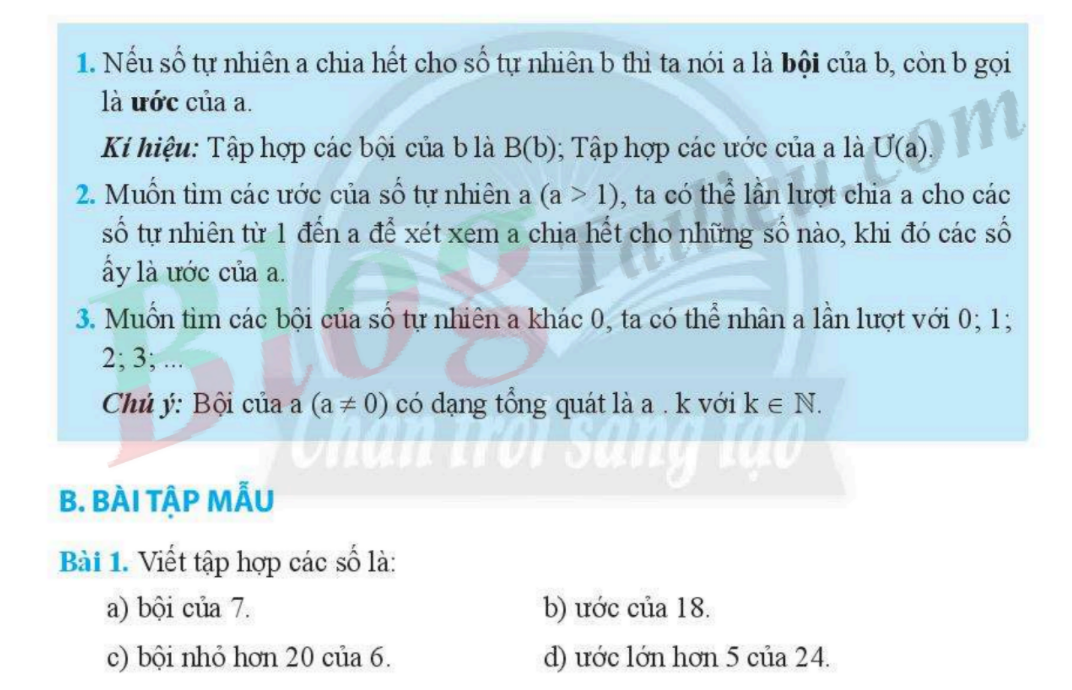 1. Nếu số tự nhiên a chia hết cho số tự nhiên b thì ta nói a là bội của b, còn b gọi
là ước của a.
Kí hiệu: Tập hợp các bội của b là B(b); Tập hợp các ước của a là Ư(a).
2. Muốn tìm các ước của số tự nhiên a (a > 1), ta có thể lần lượt chia a cho các
số tự nhiên từ 1 đến a để xét xem a chia hết cho những số nào, khi đó các số
ấy là ước của a.
3. Muốn tìm các bội của số tự nhiên a khác 0, ta có thể nhân a lần lượt với 0; 1;
2; 3; ...
Chú ý: Bội của a (a ≠ 0) có dạng tổng quát là a . k với k ∈ ℕ.
Blog Tailieu.com
Chân trời sáng tạo
B. BÀI TẬP MẪU
Bài 1. Viết tập hợp các số là:
a) bội của 7. b) ước của 18.
c) bội nhỏ hơn 20 của 6. d) ước lớn hơn 5 của 24.